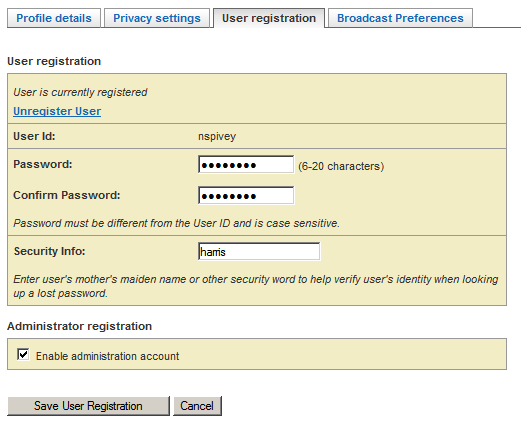 Profile details
Privacy settings
User registration
Broadcast Preferences
User registration
User is currently registered
Unregister User
User Id: nspivey
Password: ●●●●●●●● (6-20 characters)
Confirm Password: ●●●●●●●●
Password must be different from the User ID and is case sensitive.
Security Info: harris
Enter user's mother's maiden name or other security word to help verify user's identity when looking
up a lost password.
Administrator registration
Enable administration account
Save User Registration
Cancel